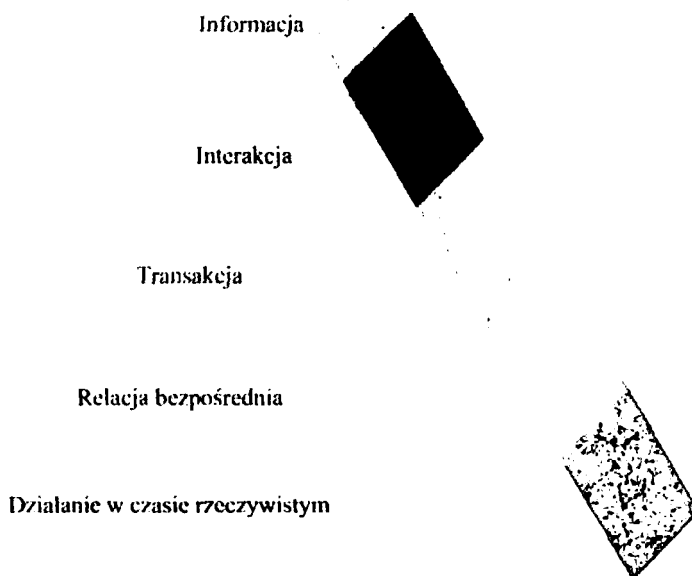 Informacja
Interakcja
Transakcja
Relacja bezpośrednia
Działanie w czasie rzeczywistym